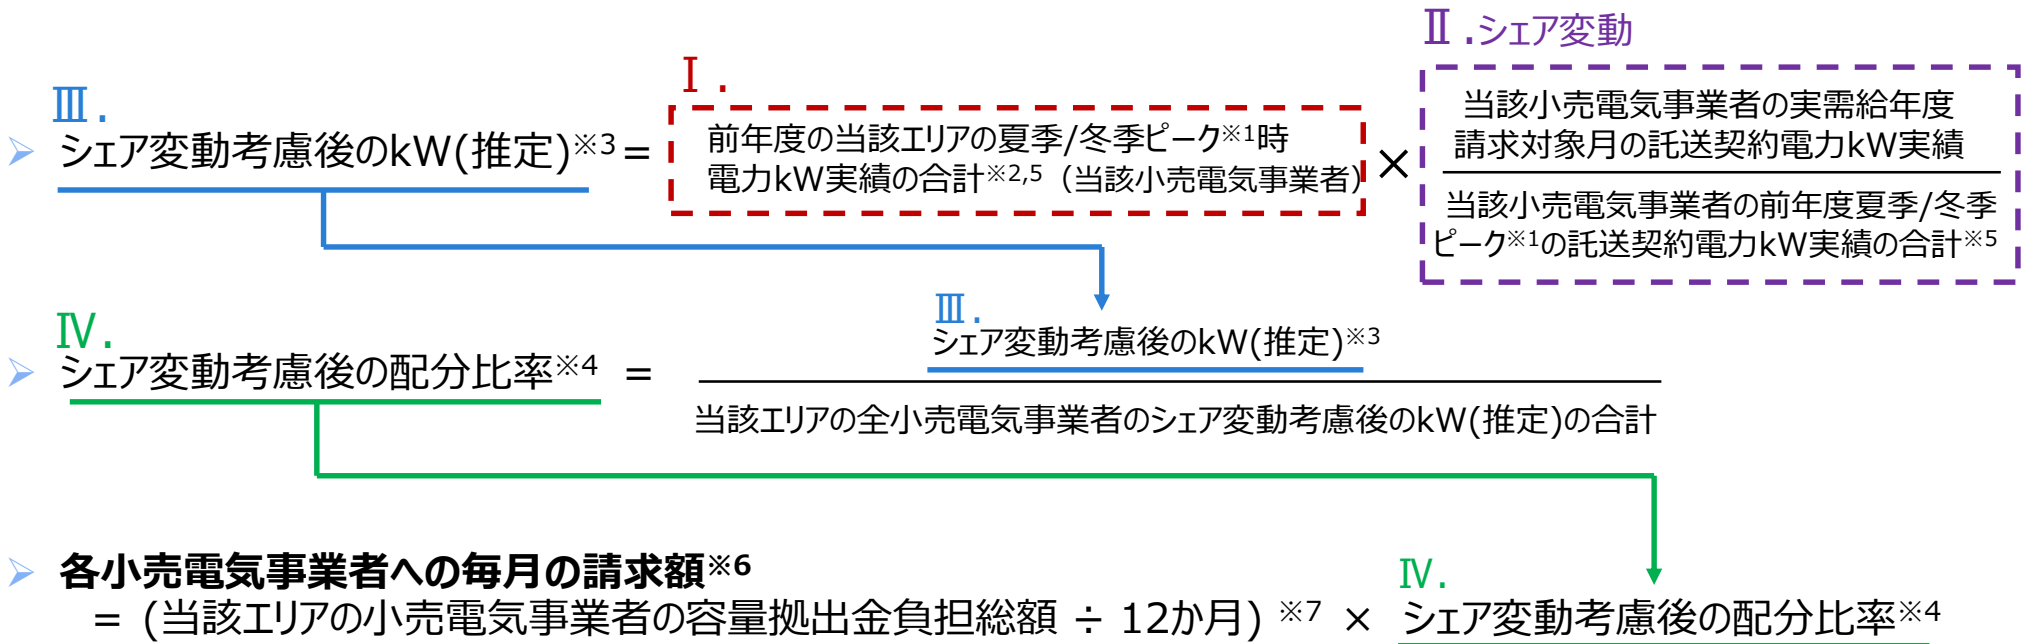 Ⅱ.シェア変動
Ⅲ.
Ⅰ.
➢ シェア変動考慮後のkW(推定)※3=
前年度の当該エリアの夏季/冬季ピーク※1時
電力kW実績の合計※2,5（当該小売電気事業者）
×
当該小売電気事業者の実需給年度
請求対象月の託送契約電力kW実績
当該小売電気事業者の前年度夏季/冬季
ピーク※1の託送契約電力kW実績の合計※5
Ⅳ.
➢ シェア変動考慮後の配分比率※4 =
Ⅲ.
シェア変動考慮後のkW(推定)※3
当該エリアの全小売電気事業者のシェア変動考慮後のkW(推定)の合計
➢ 各小売電気事業者への毎月の請求額※6
Ⅳ.
= (当該エリアの小売電気事業者の容量拠出金負担総額 ÷ 12か月) ※7 × シェア変動考慮後の配分比率※4